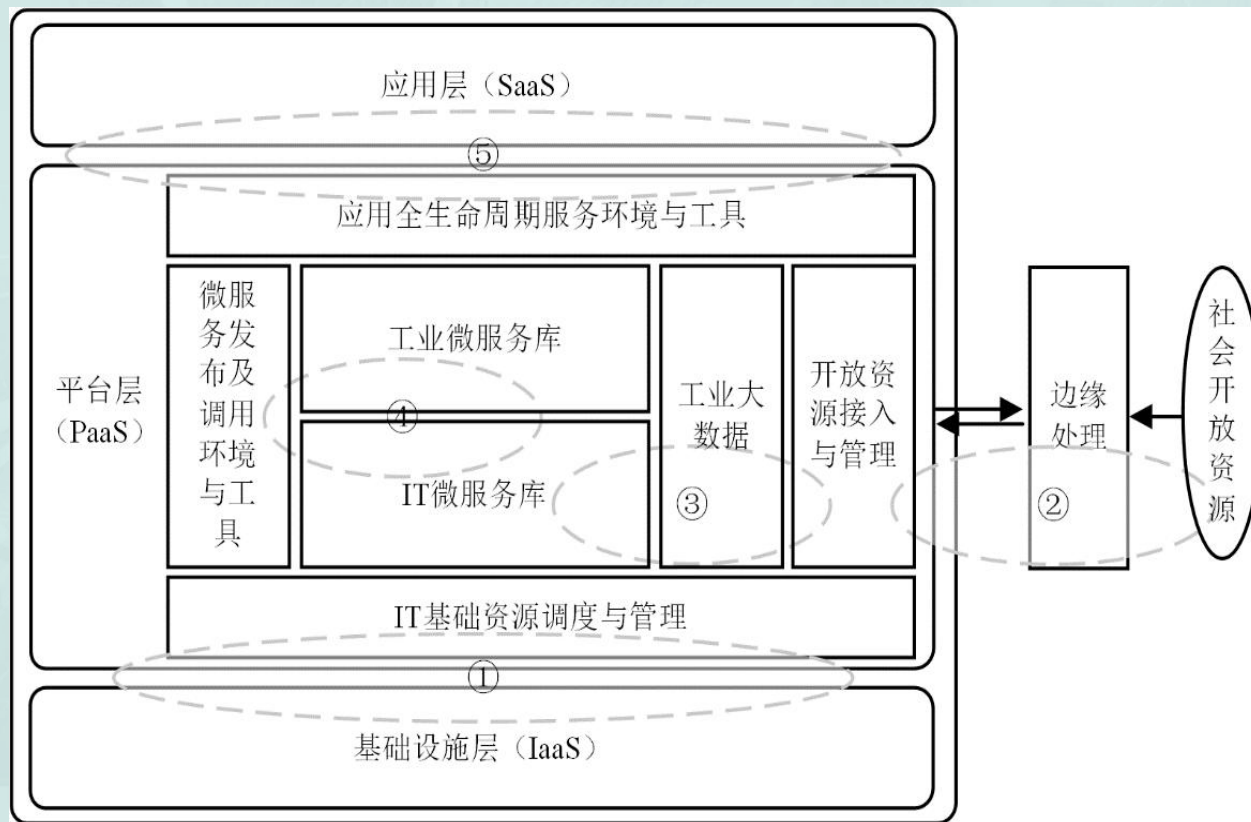 应用层（SaaS）
⑤
应用全生命周期服务环境与工具
平台层
（PaaS）
微服
务发
布及
调用
环境
与工
具
工业微服务库
④
IT微服务库
工业大
数据
③
开放资
源接入
与管理
IT基础资源调度与管理
①
基础设施层（IaaS）
边缘
处理
②
社
会
开
放
资
源